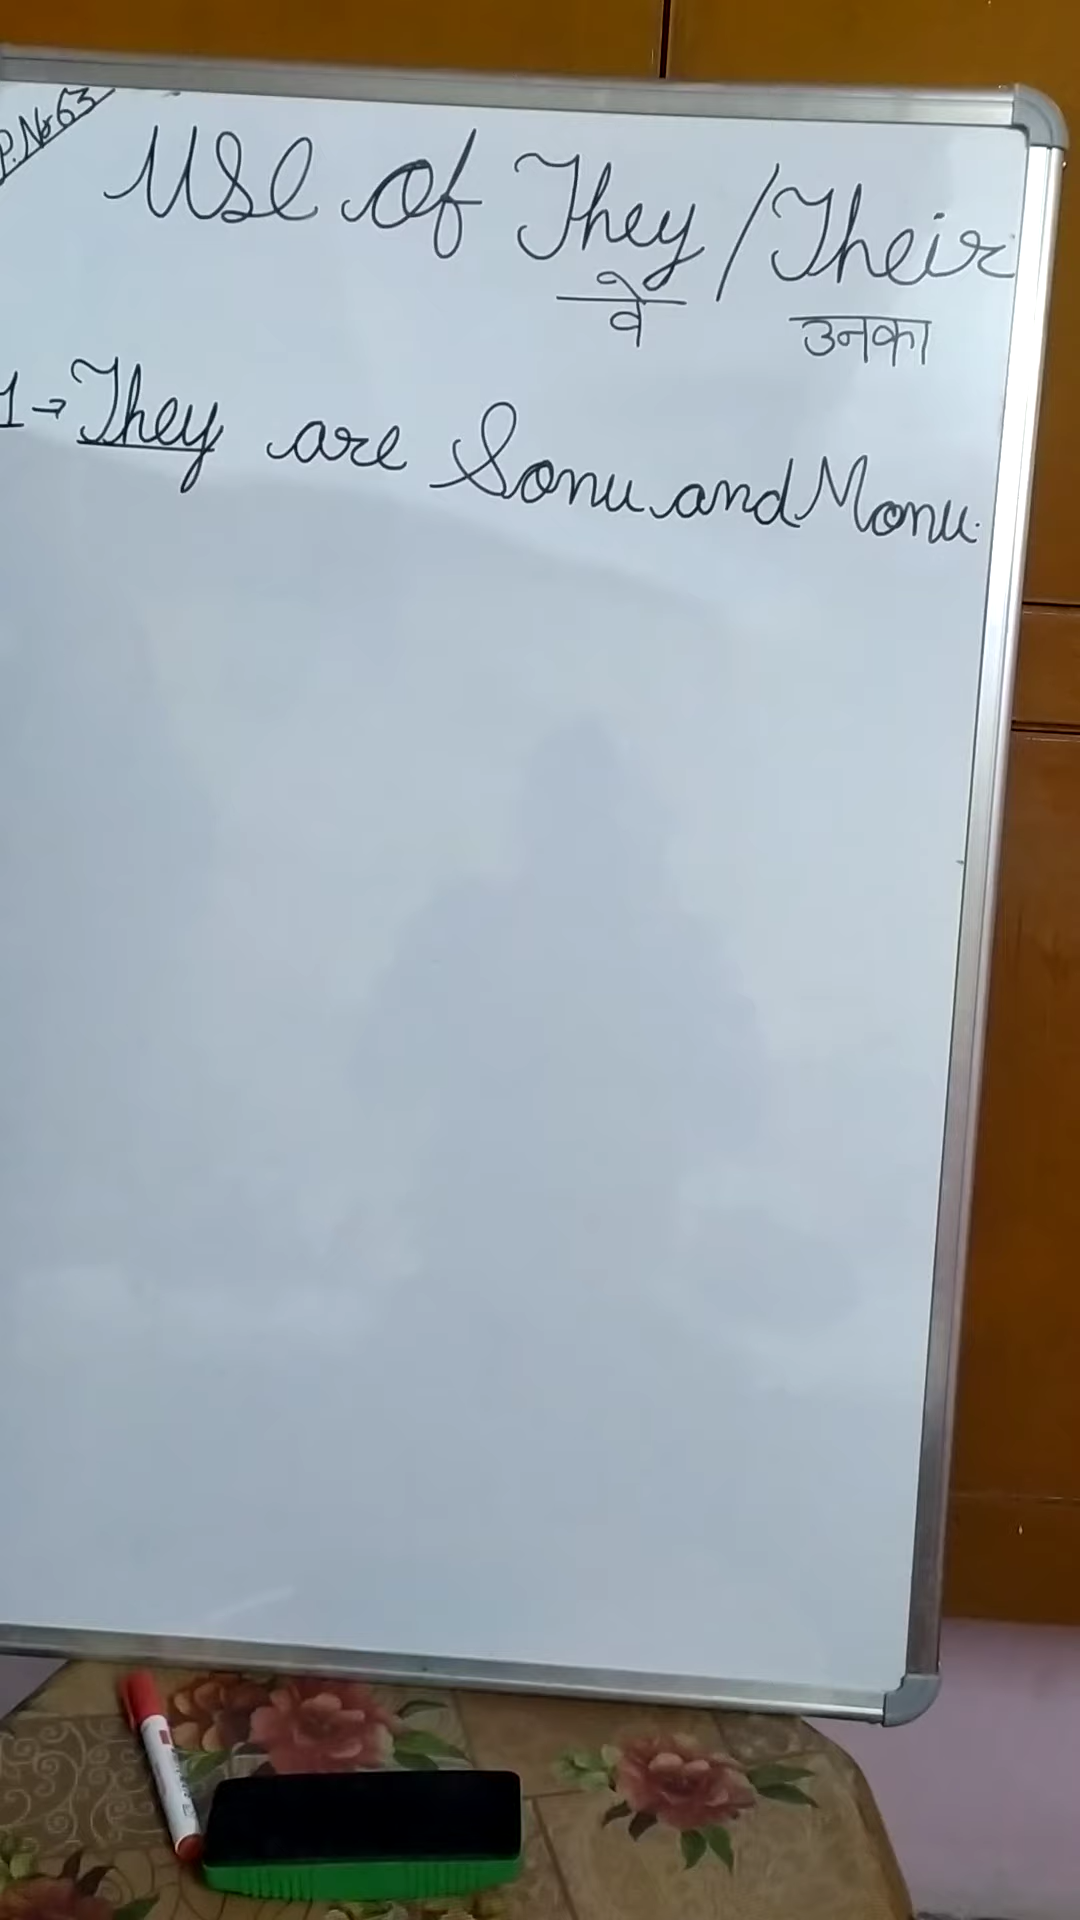 P.No-63
Use of They / Their
वे उनका
1→ They are Sonu and Monu.